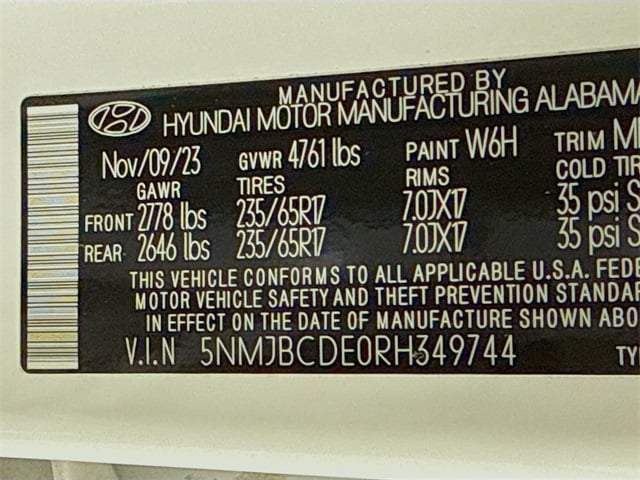 MANUFACTURED BY
HYUNDAI MOTOR MANUFACTURING ALABAMA
Nov/09/23 GVWR 4761 lbs PAINT W6H TRIM
GAWR TIRES RIMS COLD
FRONT 2778 lbs 235/65R17 7.0JX17 35 psi
REAR 2646 lbs 235/65R17 7.0JX17 35 psi
THIS VEHICLE CONFORMS TO ALL APPLICABLE U.S.A.
MOTOR VEHICLE SAFETY AND THEFT PREVENTION
IN EFFECT ON THE DATE OF MANUFACTURE SHOWN
V.I.N 5NMJBCDE0RH349744